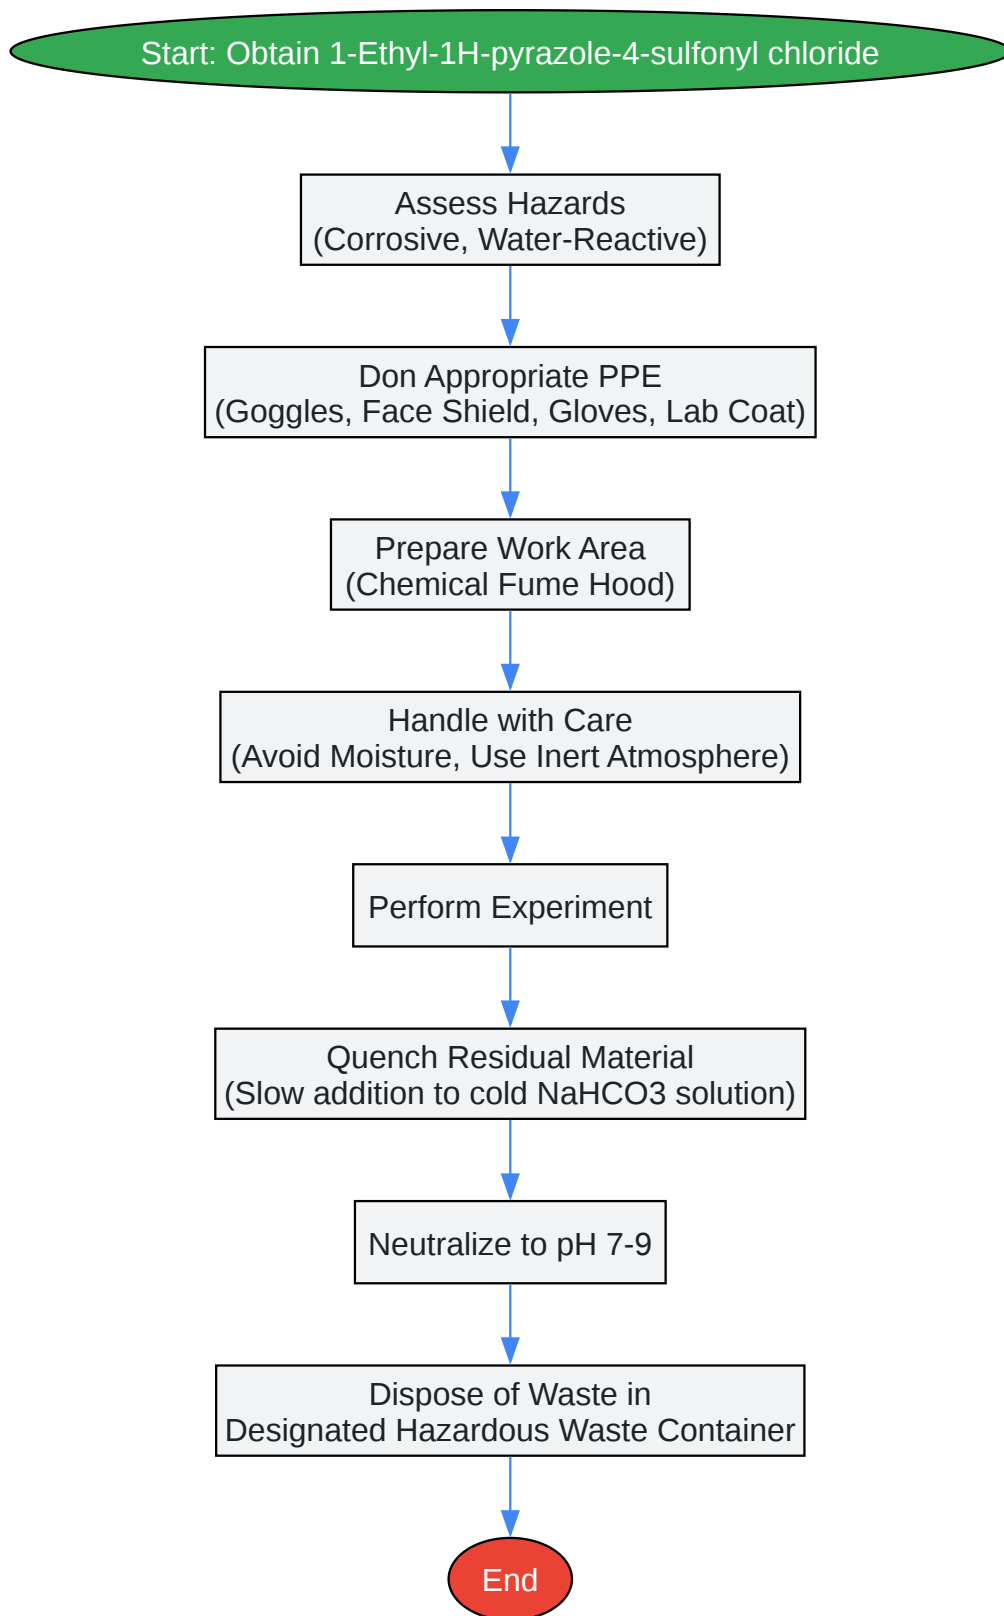 Start: Obtain 1-Ethyl-1H-pyrazole-4-sulfonyl chloride
Assess Hazards
(Corrosive, Water-Reactive)
Don Appropriate PPE
(Goggles, Face Shield, Gloves, Lab Coat)
Prepare Work Area
(Chemical Fume Hood)
Handle with Care
(Avoid Moisture, Use Inert Atmosphere)
Perform Experiment
Quench Residual Material
(Slow addition to cold NaHCO3 solution)
Neutralize to pH 7-9
Dispose of Waste in
Designated Hazardous Waste Container
End